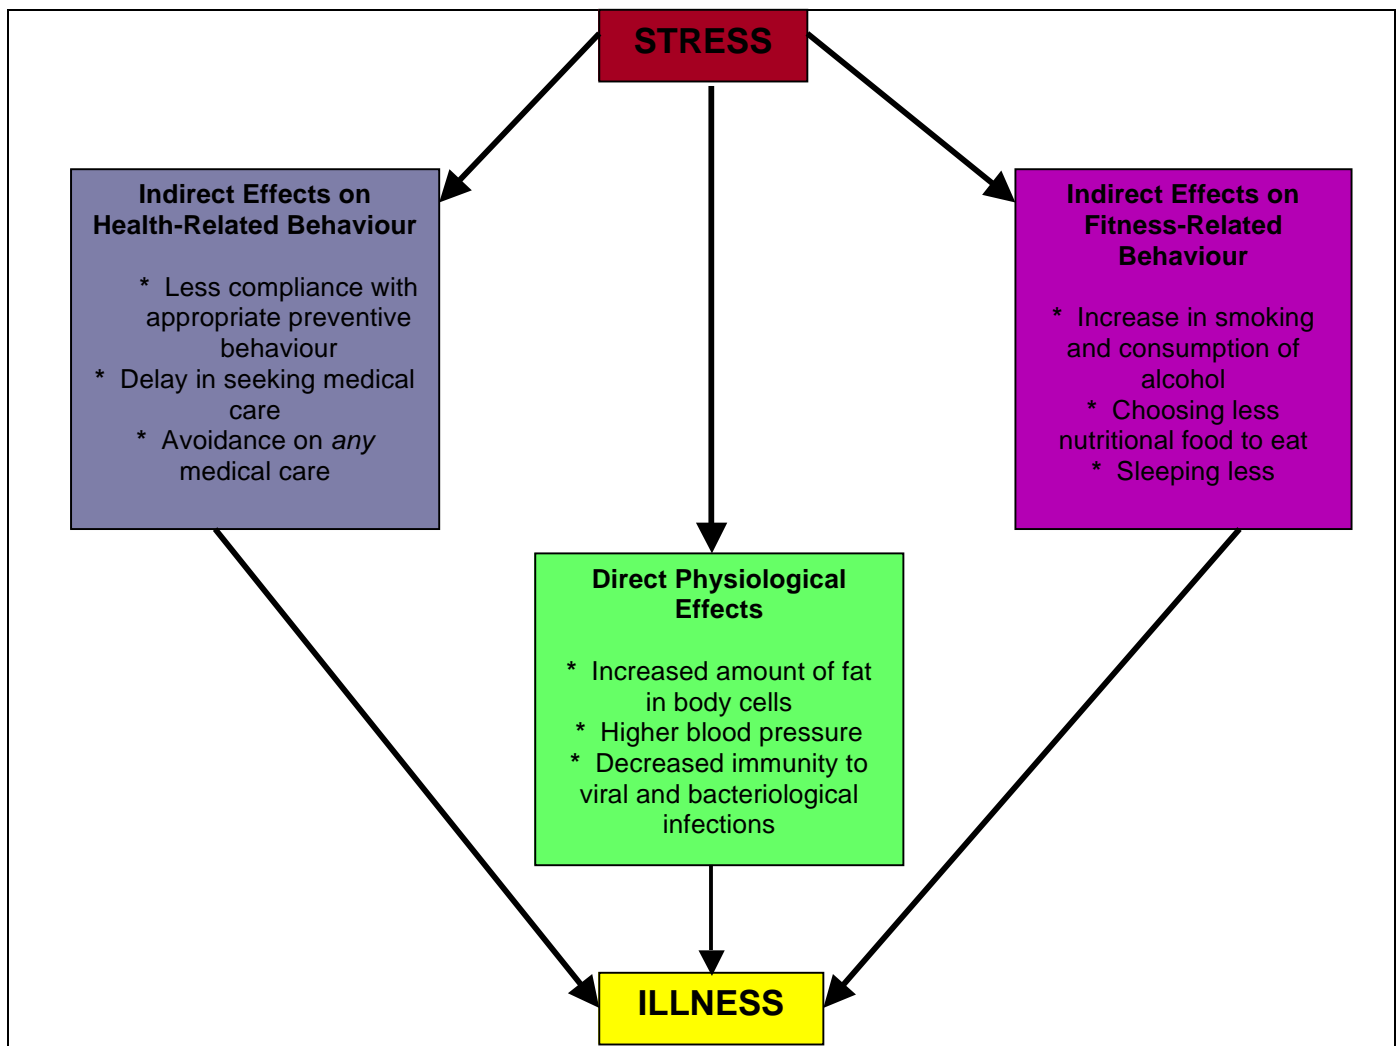 STRESS
Indirect Effects on
Health-Related Behaviour
* Less compliance with
appropriate preventive
behaviour
* Delay in seeking medical
care
* Avoidance on any
medical care
Indirect Effects on
Fitness-Related
Behaviour
* Increase in smoking
and consumption of
alcohol
* Choosing less
nutritional food to eat
* Sleeping less
Direct Physiological
Effects
* Increased amount of fat
in body cells
* Higher blood pressure
* Decreased immunity to
viral and bacteriological
infections
ILLNESS